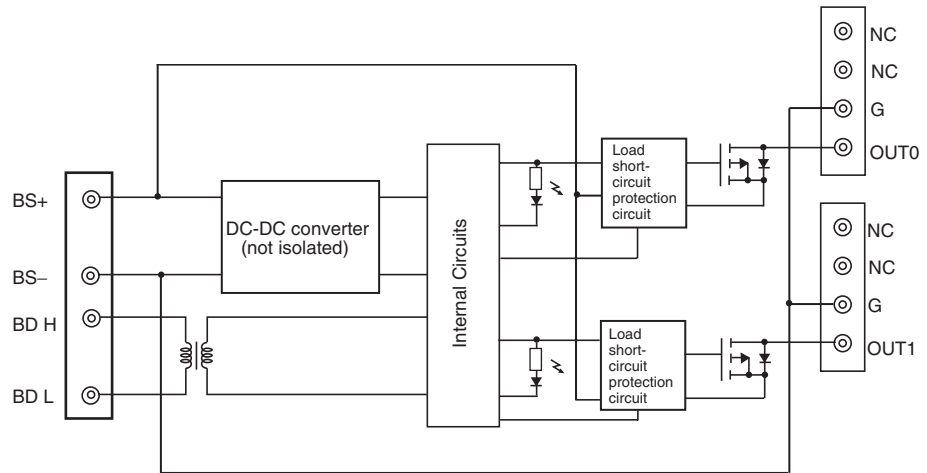 NC
NC
G
OUT0
BS+
BS−
BD H
BD L
DC-DC converter
(not isolated)
Internal Circuits
Load
short-
circuit
protection
circuit
NC
NC
G
OUT1
Load
short-
circuit
protection
circuit